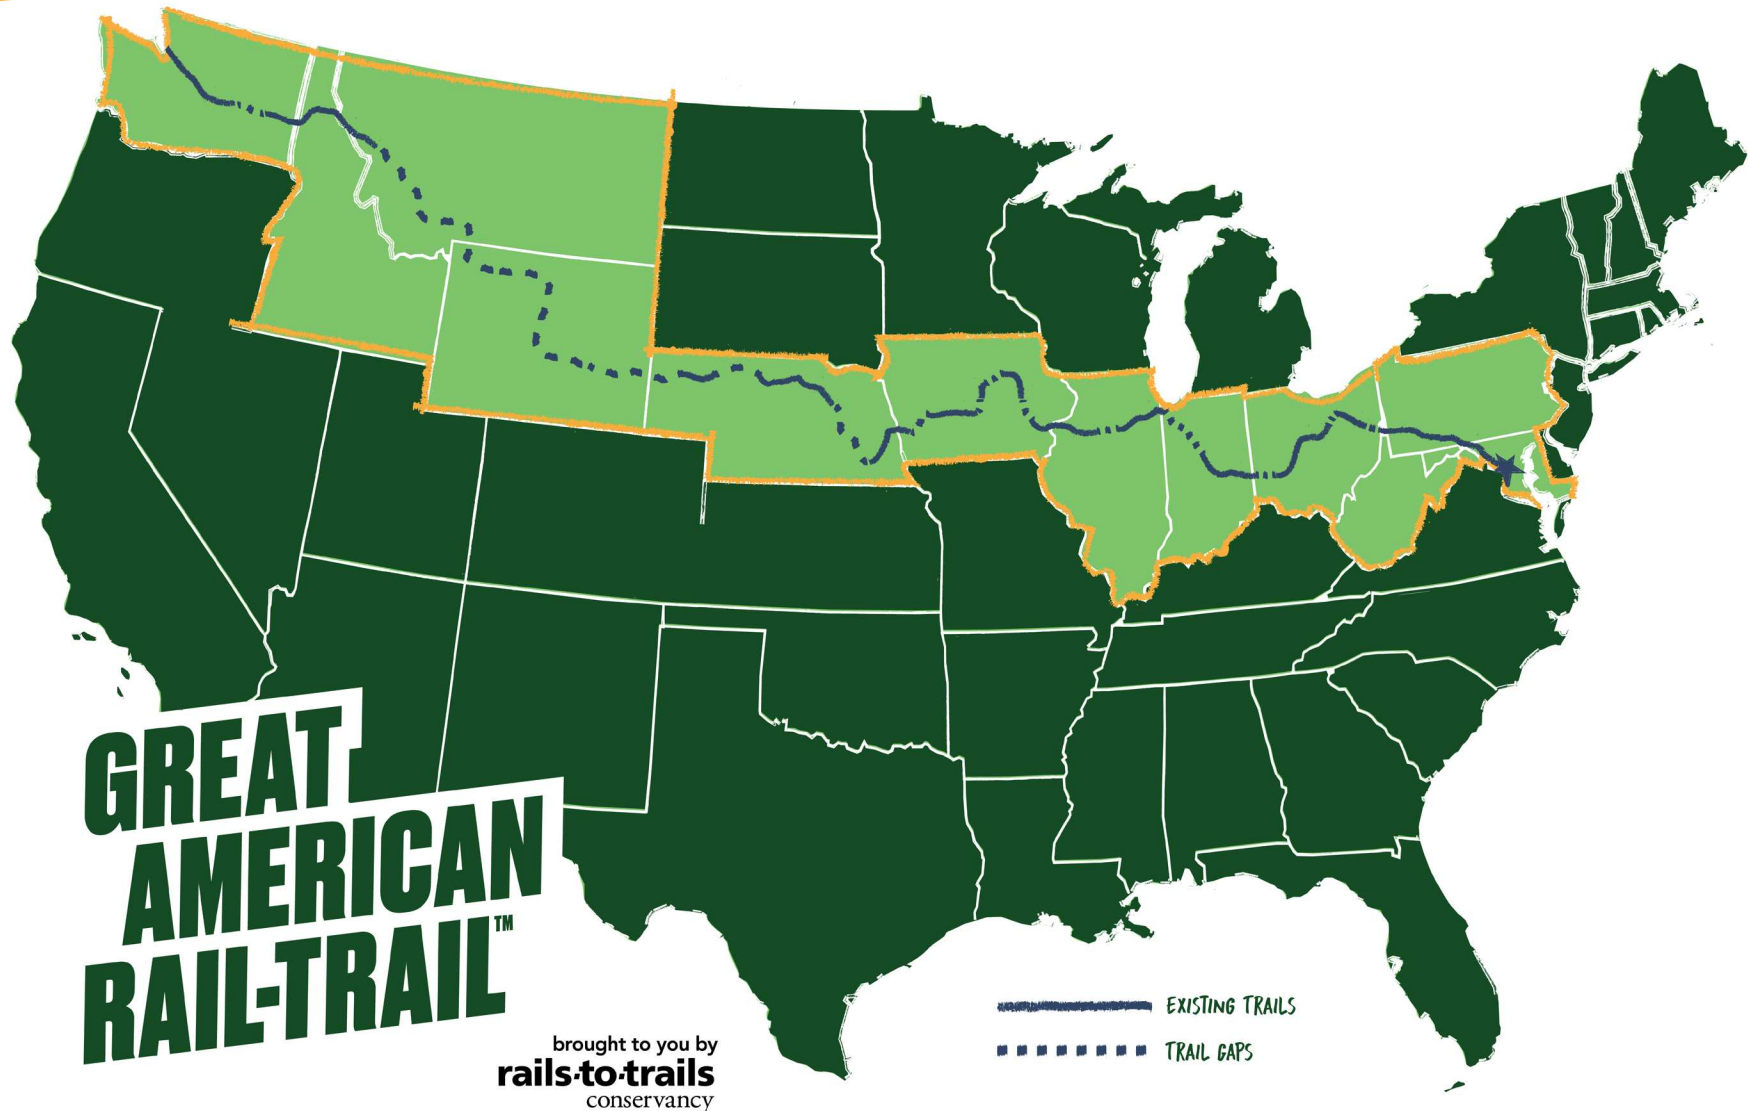 GREAT
AMERICAN
RAIL-TRAIL™
brought to you by
rails·to·trails
conservancy
EXISTING TRAILS
TRAIL GAPS